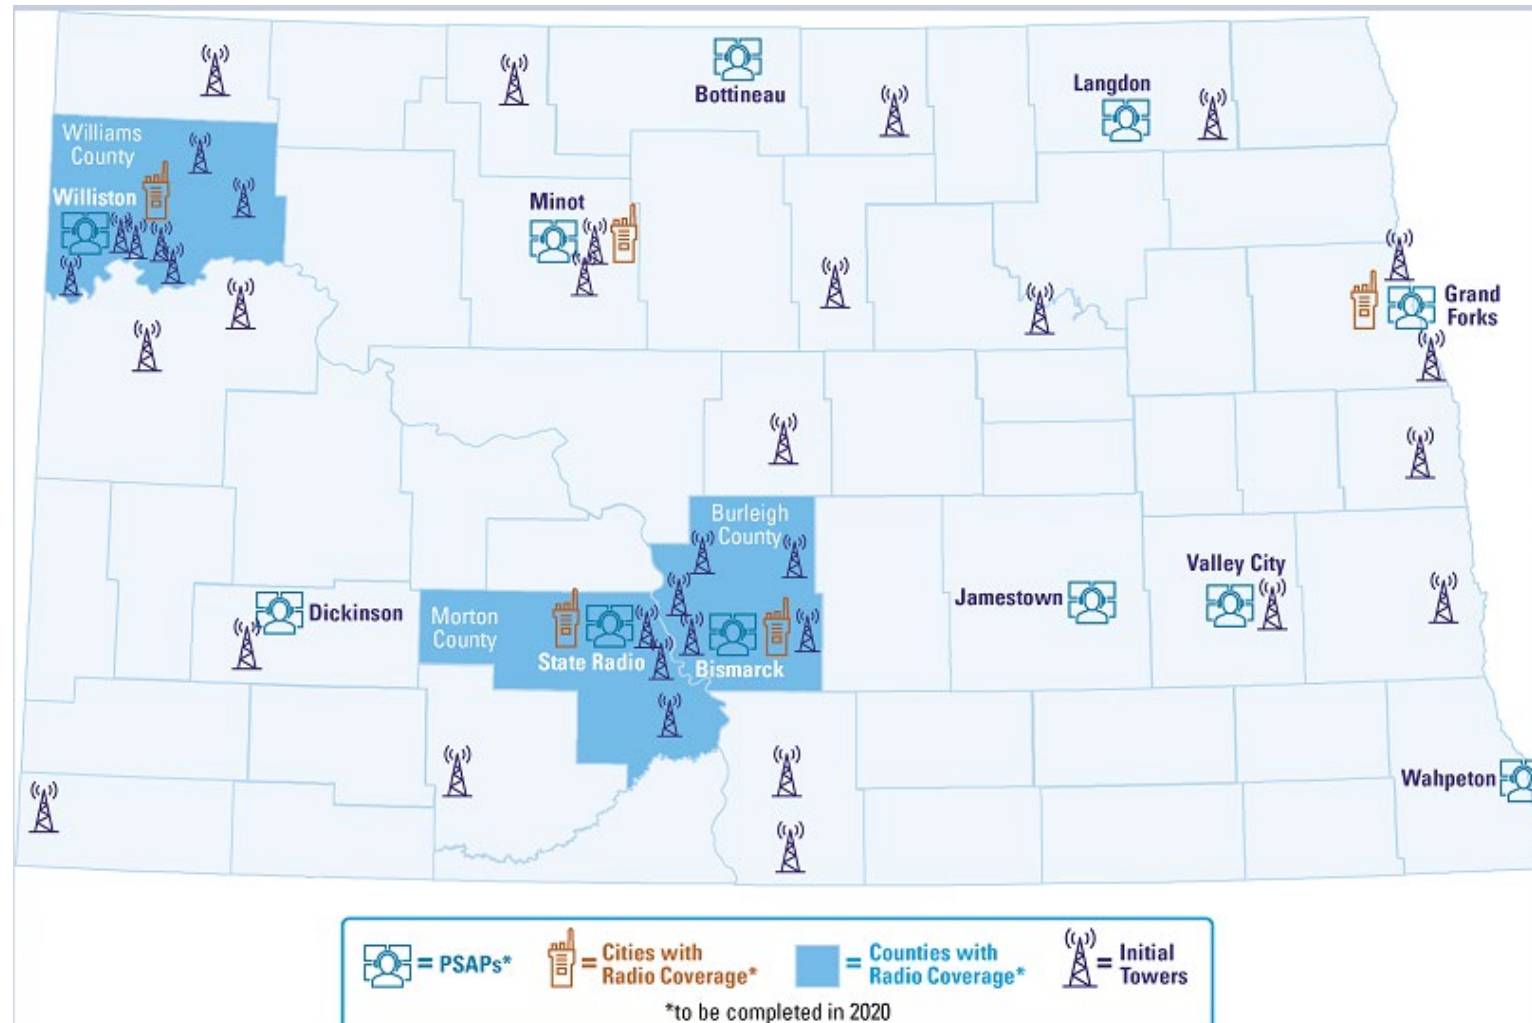 Bottineau
Langdon
Williams
County
Williston
Minot
Grand
Forks
Burleigh
County
Valley City
Jamestown
Dickinson
Morton
County
State Radio
Bismarck
Wahpeton
= PSAPs*
= Cities with
Radio Coverage*
= Counties with
Radio Coverage*
= Initial
Towers
*to be completed in 2020